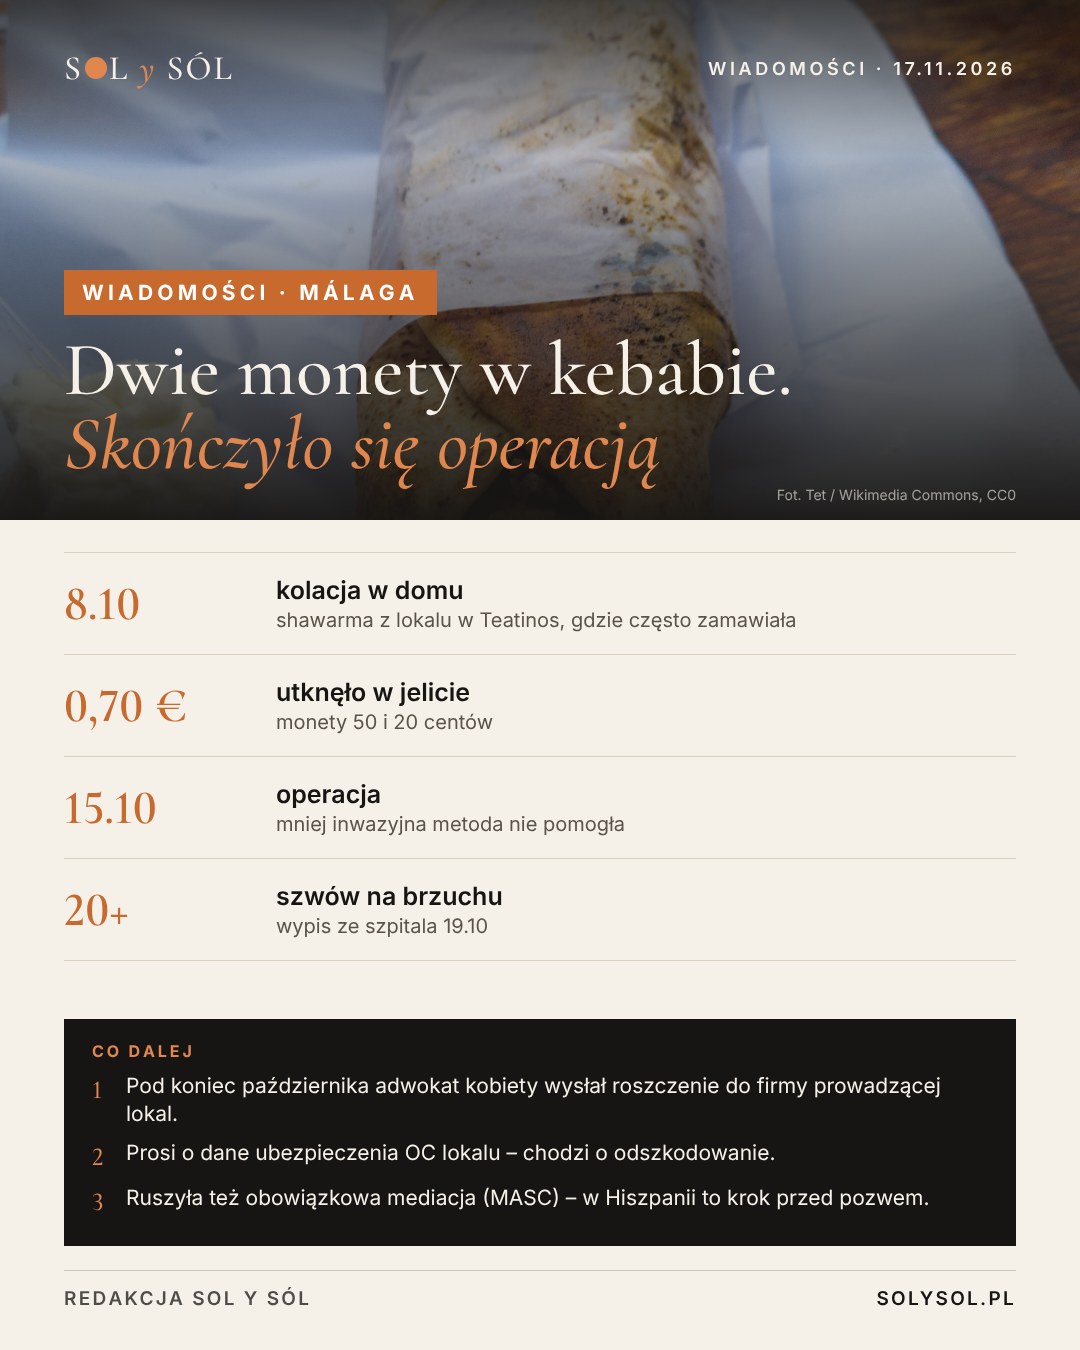 SOL y SÓL
WIADOMOŚCI · 17.11.2026
WIADOMOŚCI · MÁLAGA
Dwie monety w kebabie.
Skończyło się operacją
Fot. Tet / Wikimedia Commons, CC0
8.10
kolacja w domu
shawarma z lokalu w Teatinos, gdzie często zamawiała
0,70 €
utknęło w jelicie
monety 50 i 20 centów
15.10
operacja
mniej inwazyjna metoda nie pomogła
20+
szwów na brzuchu
wypis ze szpitala 19.10
CO DALEJ
1 Pod koniec października adwokat kobiety wysłał roszczenie do firmy prowadzącej
lokal.
2 Prosi o dane ubezpieczenia OC lokalu – chodzi o odszkodowanie.
3 Ruszyła też obowiązkowa mediacja (MASC) – w Hiszpanii to krok przed pozwem.
REDAKCJA SOL Y SÓL
SOLYSOL.PL